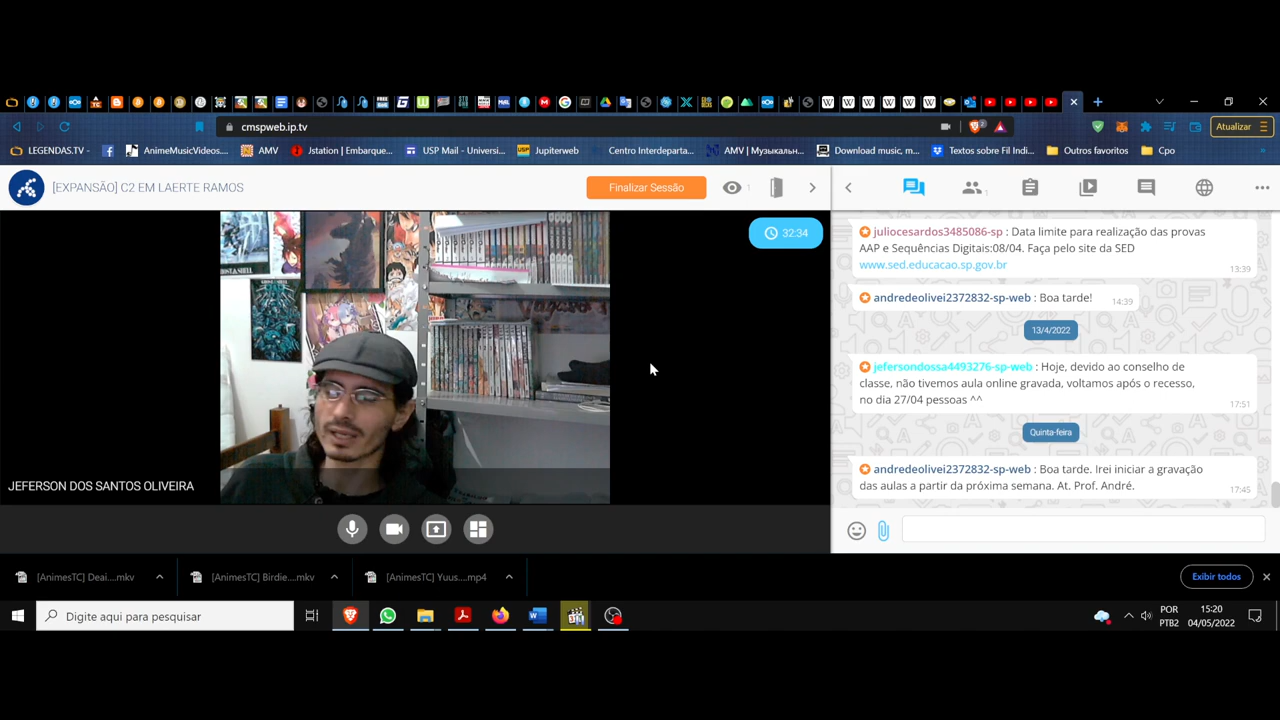 cmspweb.ip.tv
Atualizar
LEGENDAS.TV -
AnimeMusicVideos...
AMV
Jstation | Embarque...
USP Mail - Universi...
Jupiterweb
Centro Interdeparta...
AMV | Музыкальн...
Download music, m...
Textos sobre Fil Indi...
Outros favoritos
Cpo
[EXPANSÃO] C2 EM LAERTE RAMOS
Finalizar Sessão
1
1
32:34
JEFERSON DOS SANTOS OLIVEIRA
juliocesardos3485086-sp : Data limite para realização das provas
AAP e Sequências Digitais:08/04. Faça pelo site da SED
www.sed.educacao.sp.gov.br
13:39
andredeolivei2372832-sp-web : Boa tarde!
14:39
13/4/2022
jefersondossa4493276-sp-web : Hoje, devido ao conselho de
classe, não tivemos aula online gravada, voltamos após o recesso,
no dia 27/04 pessoas ^^
17:51
Quinta-feira
andredeolivei2372832-sp-web : Boa tarde. Irei iniciar a gravação
das aulas a partir da próxima semana. At. Prof. André.
17:45
[AnimesTC] Deai....mkv
[AnimesTC] Birdie....mkv
[AnimesTC] Yuus....mp4
Exibir todos
Digite aqui para pesquisar
POR
PTB2
15:20
04/05/2022